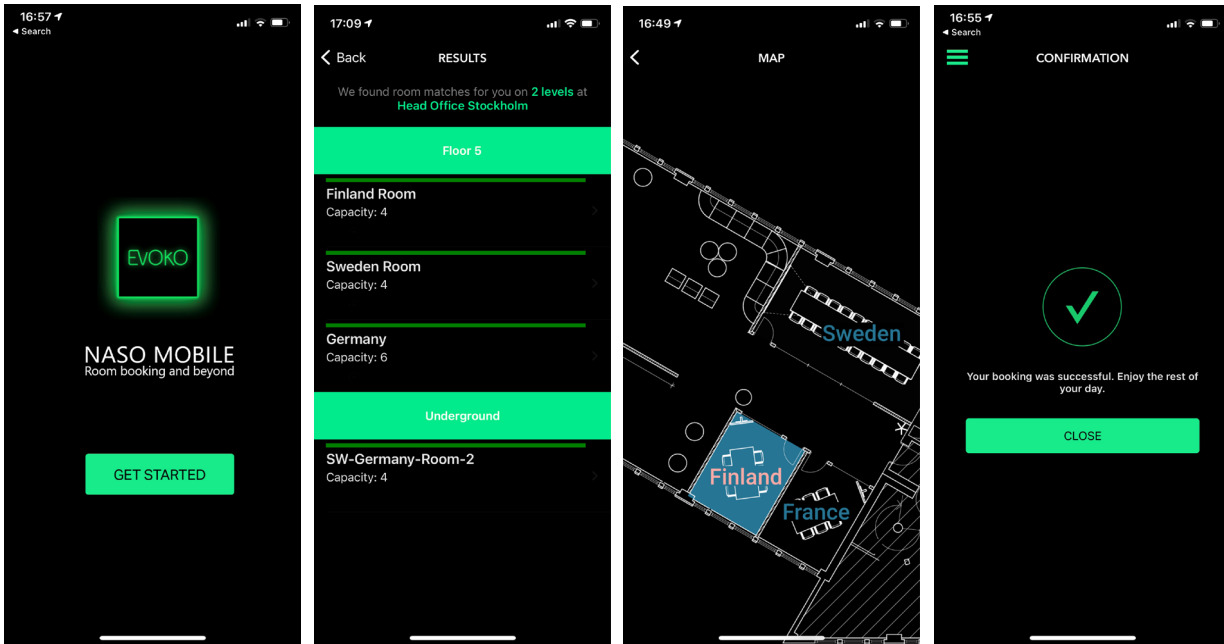 16:57
◄ Search
EVOKO
NASO MOBILE
Room booking and beyond
GET STARTED
17:09
Back
RESULTS
We found room matches for you on 2 levels at
Head Office Stockholm
Floor 5
Finland Room
Capacity: 4
Sweden Room
Capacity: 4
Germany
Capacity: 6
Underground
SW-Germany-Room-2
Capacity: 4
16:49
MAP
Sweden
Finland
France
16:55
◄ Search
CONFIRMATION
Your booking was successful. Enjoy the rest of
your day.
CLOSE